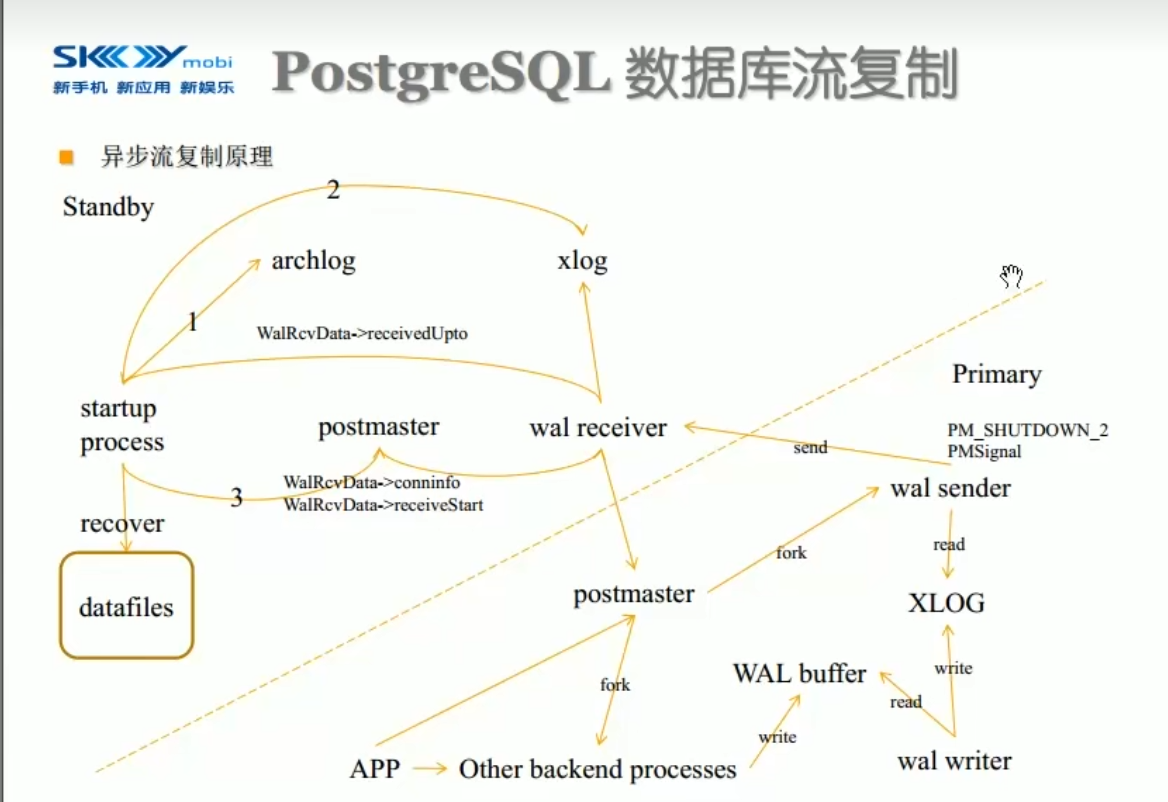 SKYmobi
新手机 新应用 新娱乐
PostgreSQL 数据库流复制
异步流复制原理
2
Standby
archlog
xlog
1
WalRcvData->receivedUpto
Primary
startup
process
postmaster
wal receiver
PM_SHUTDOWN_2
PMSignal
send
WalRcvData->conninfo
WalRcvData->receiveStart
3
wal sender
recover
fork
read
datafiles
postmaster
XLOG
WAL buffer
write
fork
read
write
APP
Other backend processes
wal writer